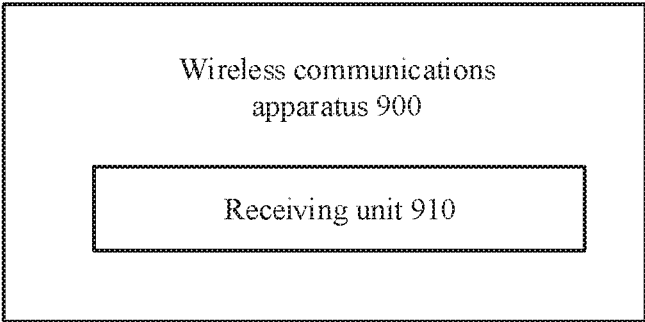 Wireless communications
apparatus 900
Receiving unit 910